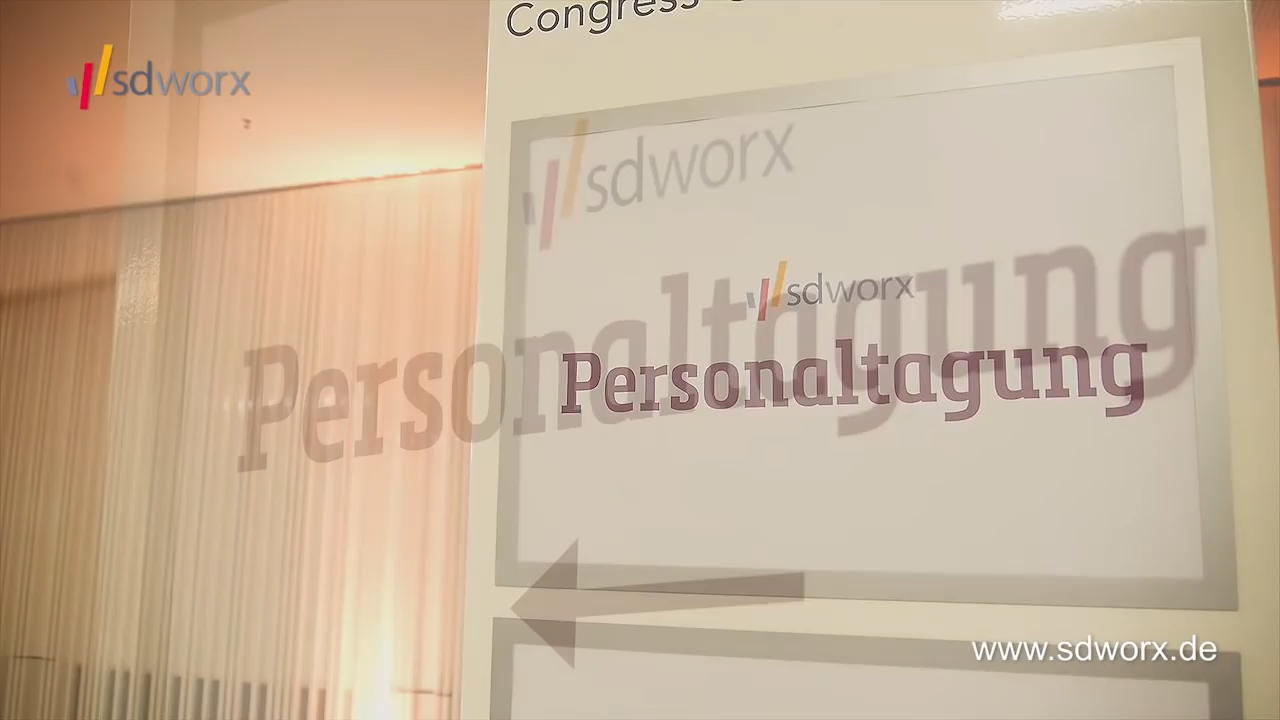 Congress
sdworx
sdworx
sdworx
Personaltagung
Personaltagung
www.sdworx.de